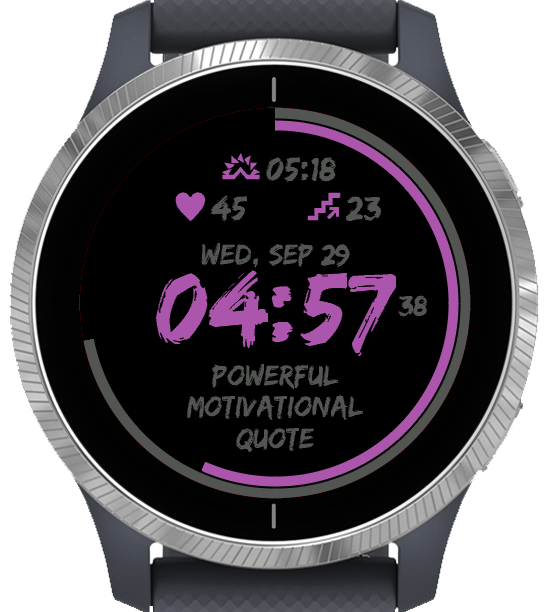 05:18
45 23
WED, SEP 29
04:57 38
POWERFUL
MOTIVATIONAL
QUOTE